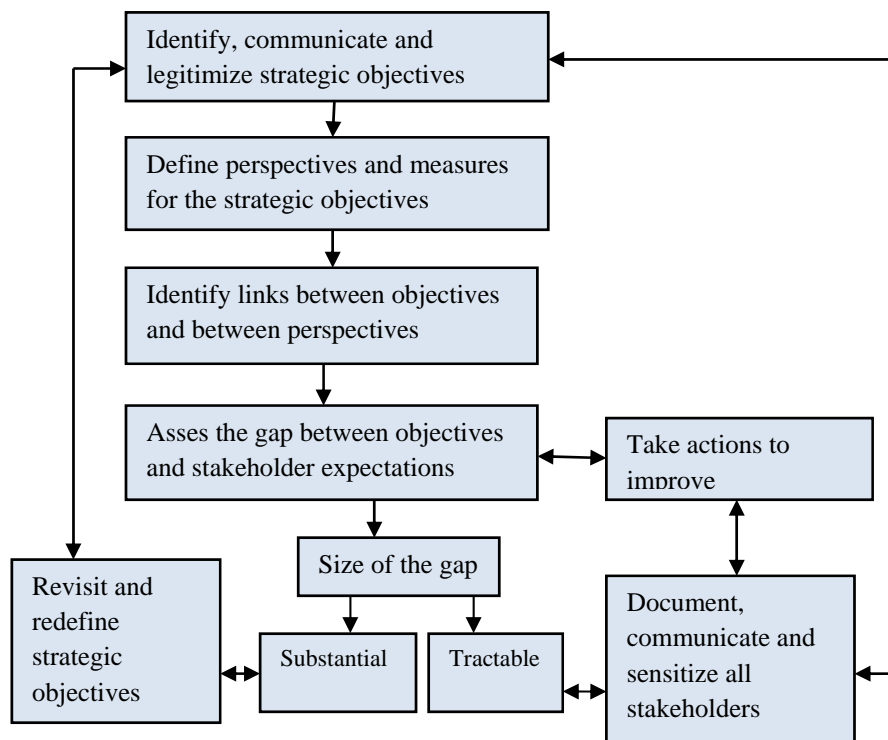 Identify, communicate and
legitimize strategic objectives
Define perspectives and measures
for the strategic objectives
Identify links between objectives
and between perspectives
Asses the gap between objectives
and stakeholder expectations
Take actions to
improve
Size of the gap
Revisit and
redefine
strategic
objectives
Substantial
Tractable
Document,
communicate and
sensitize all
stakeholders